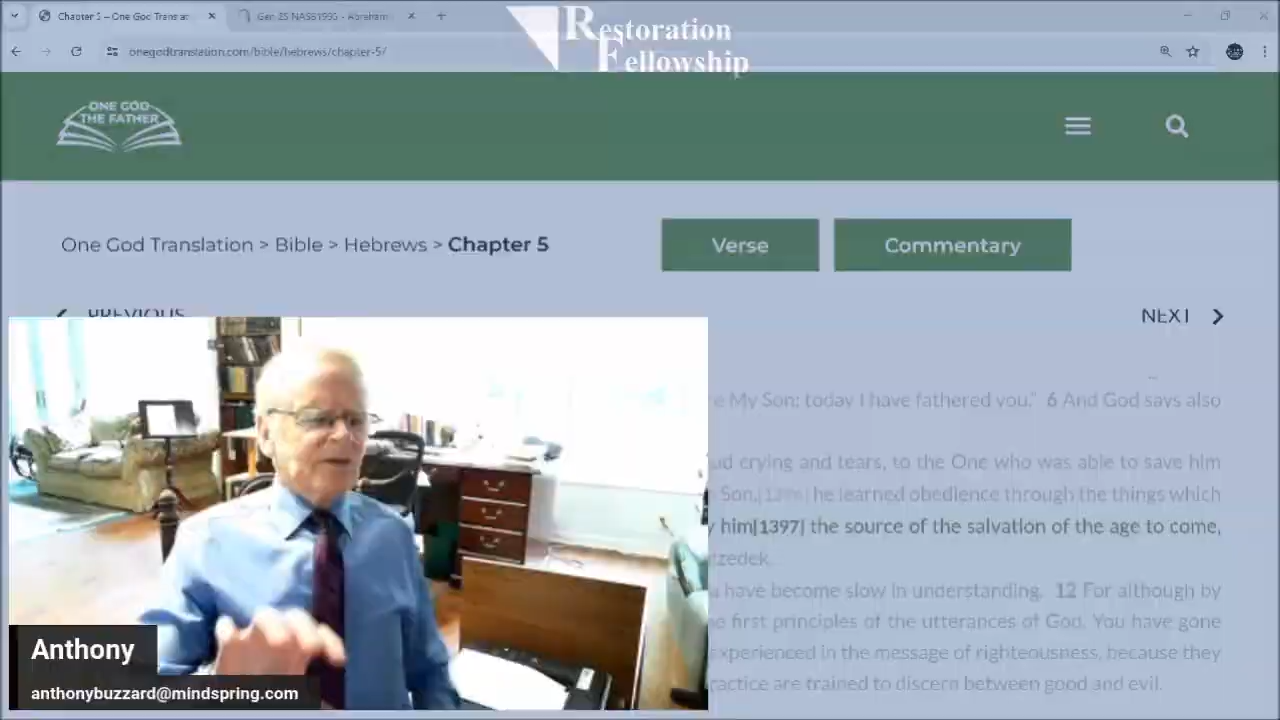 Chapter 5 – One God Translat
Gen 25 NASB1995 - Abraham
Restoration
Fellowship
onegodtranslation.com/bible/hebrews/chapter-5/
ONE GOD
THE FATHER
One God Translation > Bible > Hebrews > Chapter 5
Verse
Commentary
PREVIOUS
NEXT
re My Son; today I have fathered you." 6 And God says also
ud crying and tears, to the One who was able to save him
Son, he learned obedience through the things which
y him[1397] the source of the salvation of the age to come,
tzedek.
u have become slow in understanding. 12 For although by
e first principles of the utterances of God. You have gone
experienced in the message of righteousness, because they
ractice are trained to discern between good and evil.
Anthony
anthonybuzzard@mindspring.com